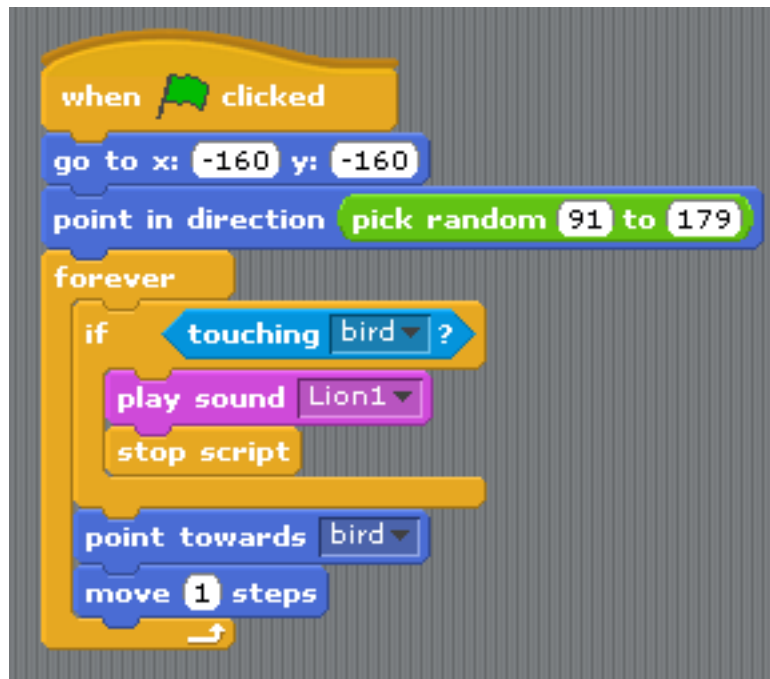 when clicked
go to x: -160 y: -160
point in direction pick random 91 to 179
forever
if touching bird ?
play sound Lion1
stop script
point towards bird
move 1 steps